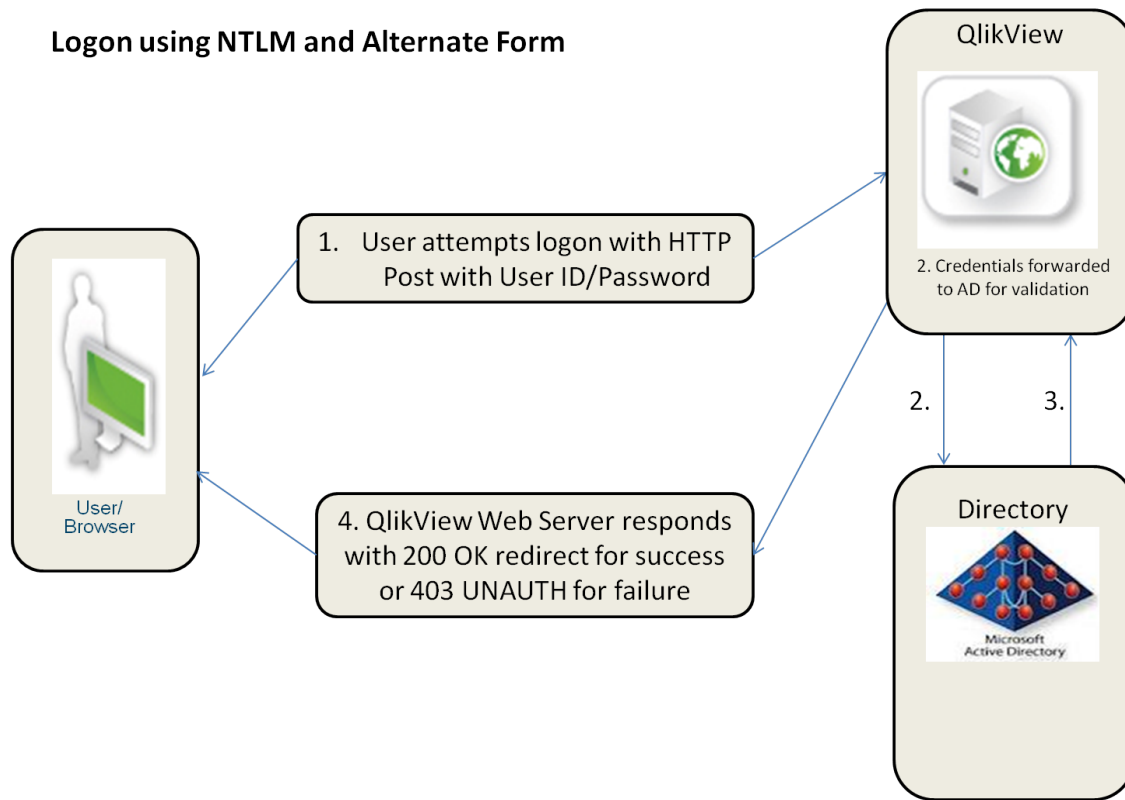 Logon using NTLM and Alternate Form
QlikView
1. User attempts logon with HTTP
Post with User ID/Password
2. Credentials forwarded
to AD for validation
User/
Browser
2.
3.
4. QlikView Web Server responds
with 200 OK redirect for success
or 403 UNAUTH for failure
Directory
Microsoft
Active Directory